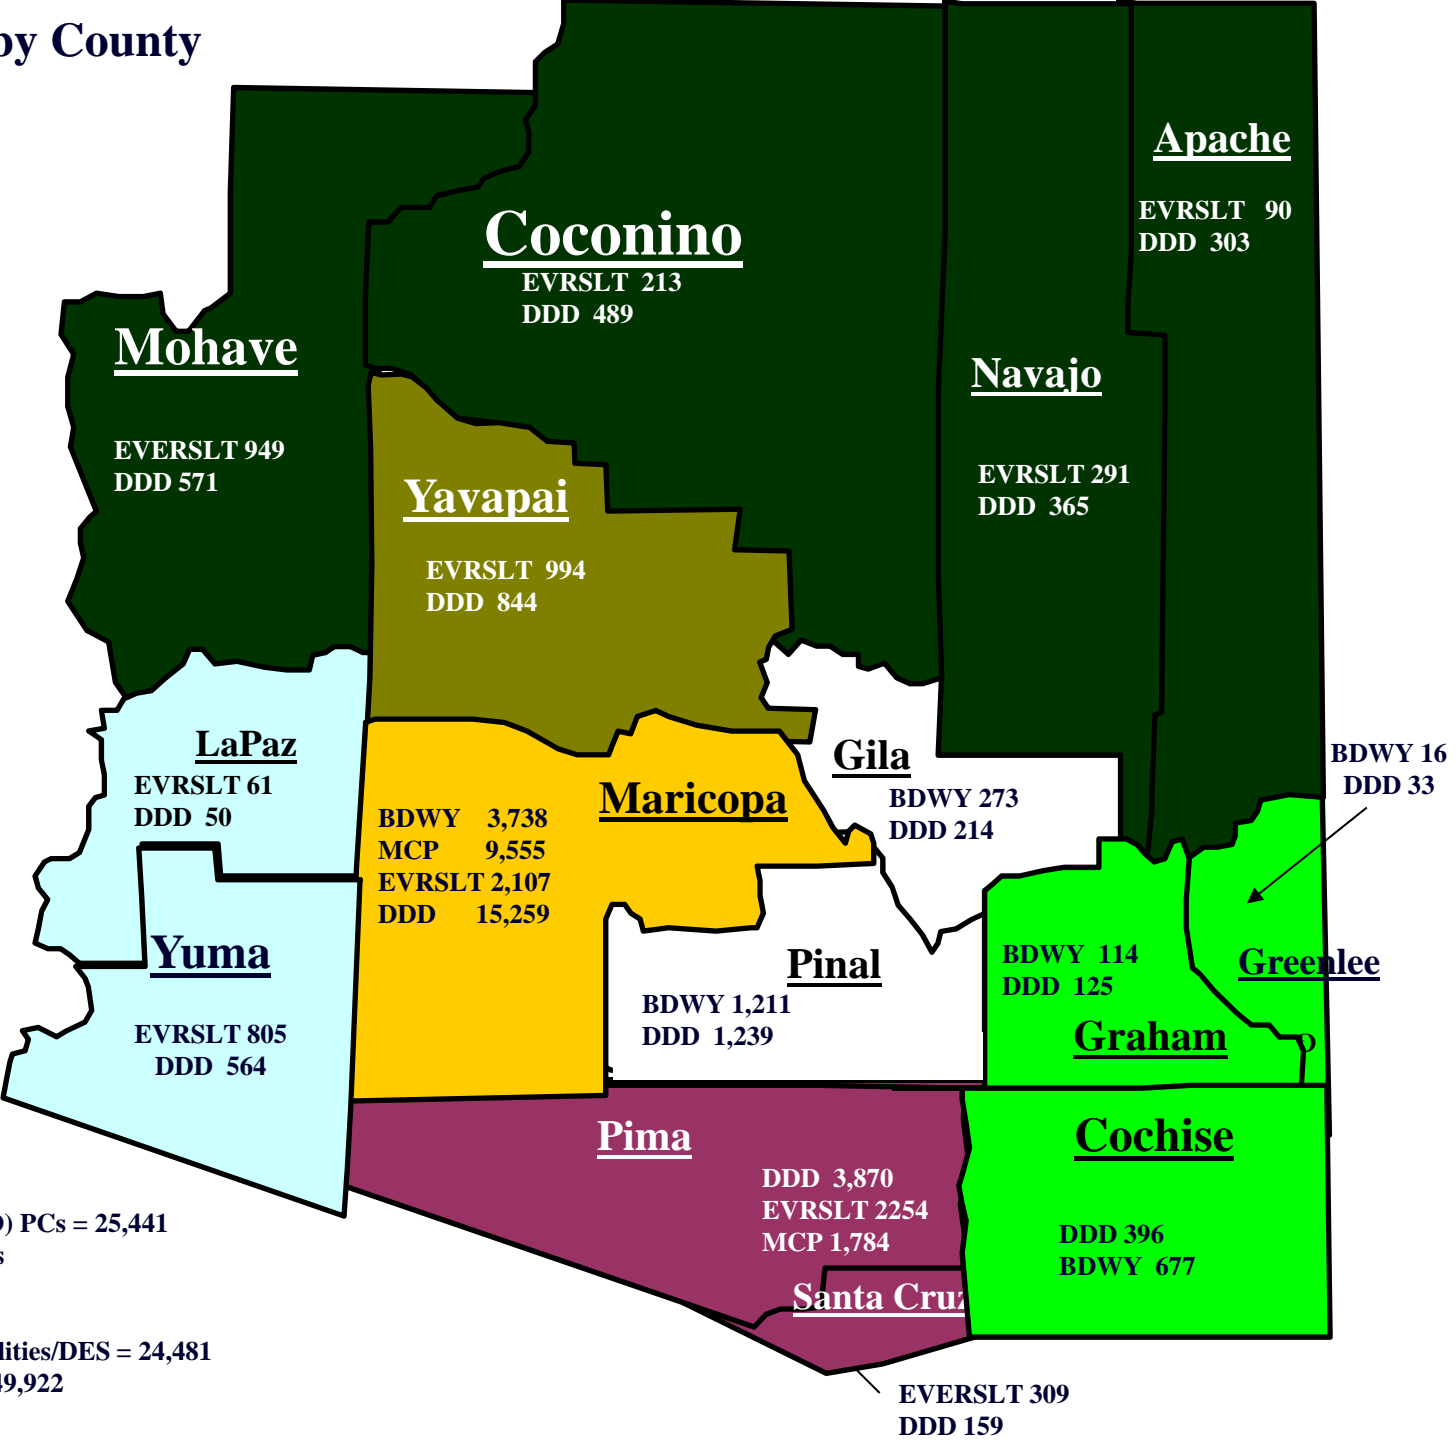 by County
Apache
EVRSLT 90
DDD 303
Coconino
EVRSLT 213
DDD 489
Mohave
EVERSLT 949
DDD 571
Navajo
EVRSLT 291
DDD 365
Yavapai
EVRSLT 994
DDD 844
LaPaz
EVRSLT 61
DDD 50
Gila
BDWY 273
DDD 214
BDWY 16
DDD 33
Maricopa
BDWY 3,738
MCP 9,555
EVRSLT 2,107
DDD 15,259
Yuma
EVRSLT 805
DDD 564
Pinal
BDWY 1,211
DDD 1,239
BDWY 114
DDD 125
Graham
Greenlee
D
Pima
DDD 3,870
EVRSLT 2254
MCP 1,784
Cochise
DDD 396
BDWY 677
Santa Cruz
EVERSLT 309
DDD 159
) PCs = 25,441
s
lities/DES = 24,481
49,922